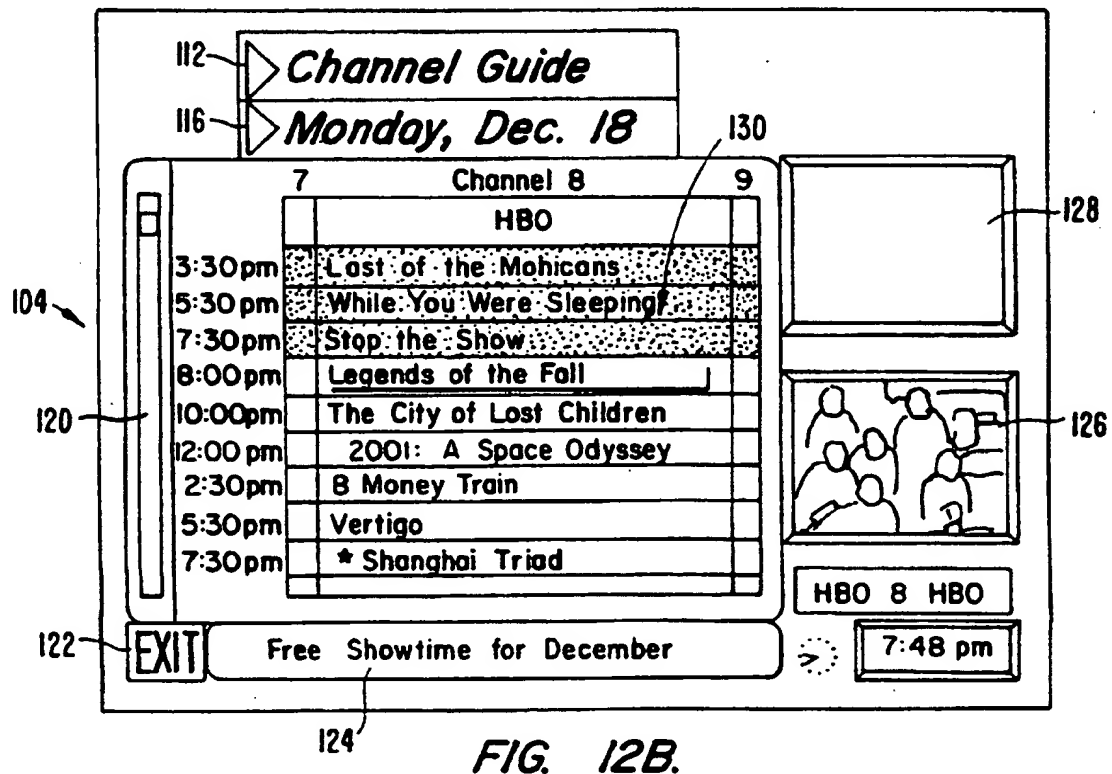 112 Channel Guide
116 Monday, Dec. 18
130
7 Channel 8 9
HBO
128
3:30pm Last of the Mohicans
104
5:30pm While You Were Sleeping
7:30pm Stop the Show
8:00pm Legends of the Fall
120
10:00pm The City of Lost Children
126
12:00 pm 2001: A Space Odyssey
2:30pm 8 Money Train
5:30pm Vertigo
7:30pm * Shanghai Triad
HBO 8 HBO
122 EXIT Free Showtime for December 7:48 pm
124
FIG. 12B.